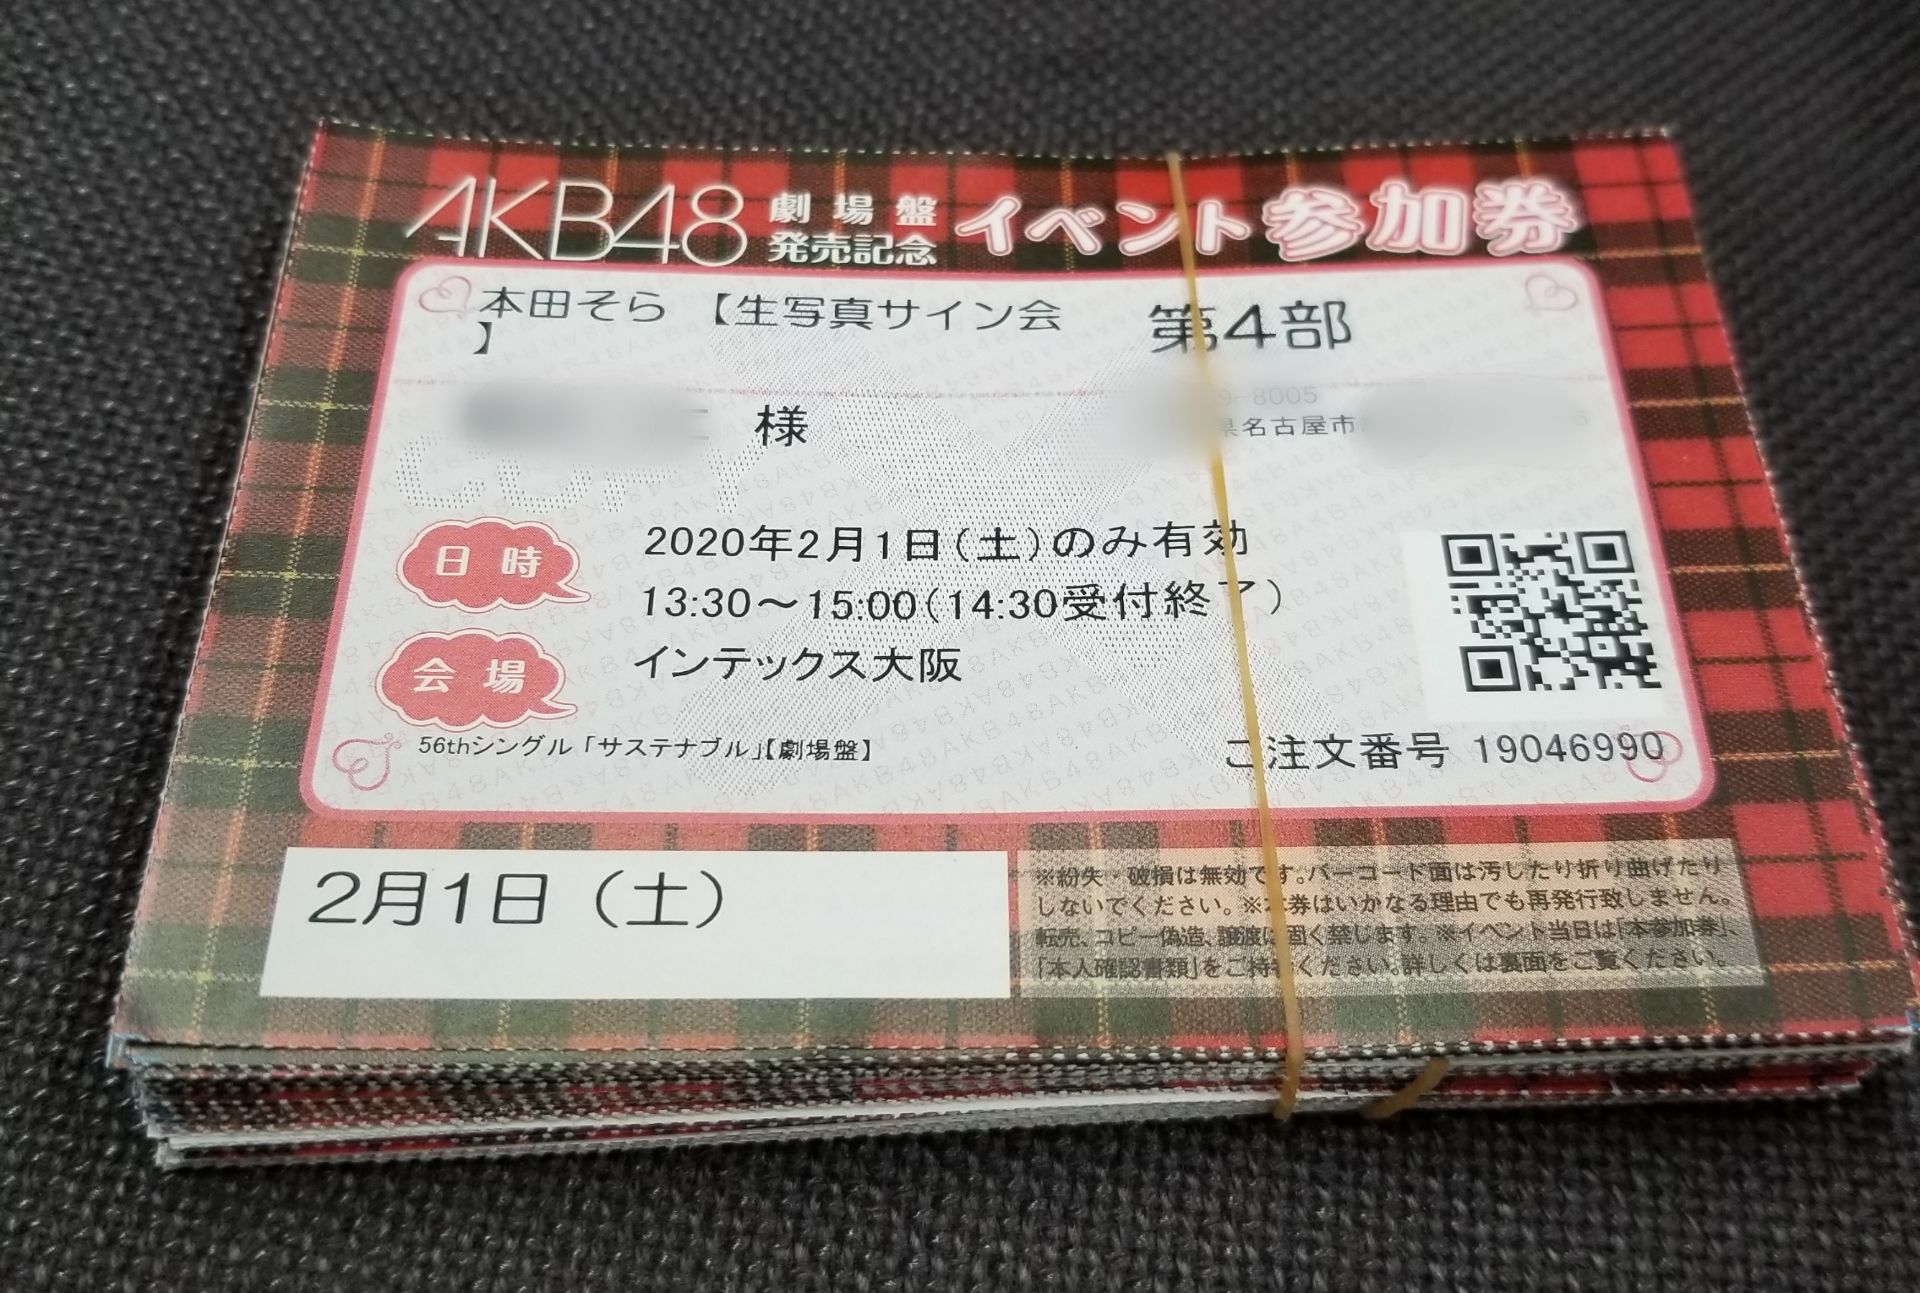 AKB48 劇場盤 発売記念 イベント参加券
本田そら 【生写真サイン会
】
第4部
様
9-8005
県名古屋市
COPY
日時
2020年2月1日(土)のみ有効
13:30～15:00(14:30受付終了)
会場
インテックス大阪
56thシングル「サステナブル」【劇場盤】
ご注文番号 19046990
2月1日(土)
※紛失・破損は無効です。バーコード面は汚したり折り曲げたり
しないでください。※本券はいかなる理由でも再発行致しません。
転売、コピー偽造、譲渡は固く禁じます。※イベント当日は「本参加券」、
「本人確認書類」をご持参ください。詳しくは裏面をご覧ください。